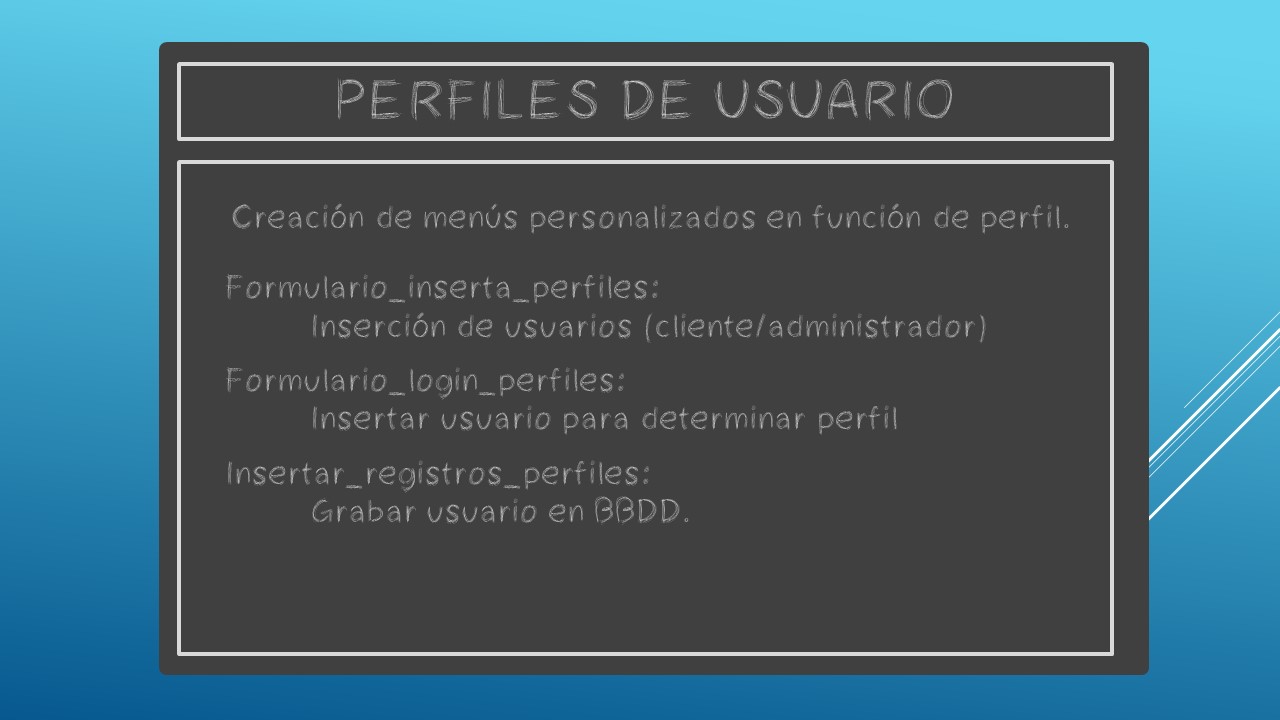 PERFILES DE USUARIO
Creación de menús personalizados en función de perfil.
Formulario_inserta_perfiles:
Inserción de usuarios (cliente/administrador)
Formulario_login_perfiles:
Insertar usuario para determinar perfil
Insertar_registros_perfiles:
Grabar usuario en BBDD.